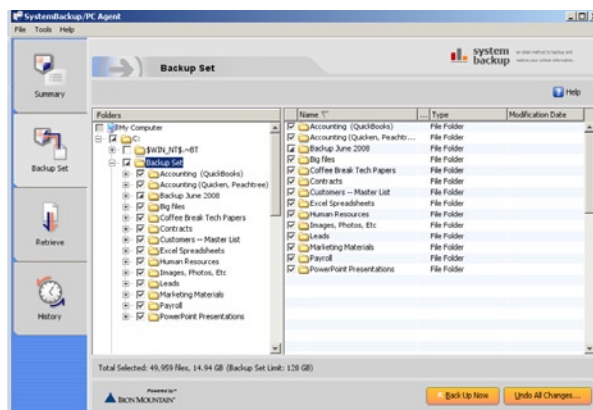 SystemBackup/PC Agent
File Tools Help
Backup Set
system
backup
Help
Summary
Backup Set
Retrieve
History
Folders
My Computer
C:
$WIN_NT$.~BT
Backup Set
Accounting (QuickBooks)
Accounting (Quicken, Peachtree)
Backup June 2008
Big files
Coffee Break Tech Papers
Contracts
Customers -- Master List
Excel Spreadsheets
Human Resources
Images, Photos, Etc
Leads
Marketing Materials
Payroll
PowerPoint Presentations
Name ... Type Modification Date
Accounting (QuickBooks) File Folder
Accounting (Quicken, Peachtr... File Folder
Backup June 2008 File Folder
Big files File Folder
Coffee Break Tech Papers File Folder
Contracts File Folder
Customers -- Master List File Folder
Excel Spreadsheets File Folder
Human Resources File Folder
Images, Photos, Etc File Folder
Leads File Folder
Marketing Materials File Folder
Payroll File Folder
PowerPoint Presentations File Folder
Total Selected: 49,959 files, 14.94 GB (Backup Set Limit: 128 GB)
Powered by
IRON MOUNTAIN
Back Up Now
Undo All Changes...